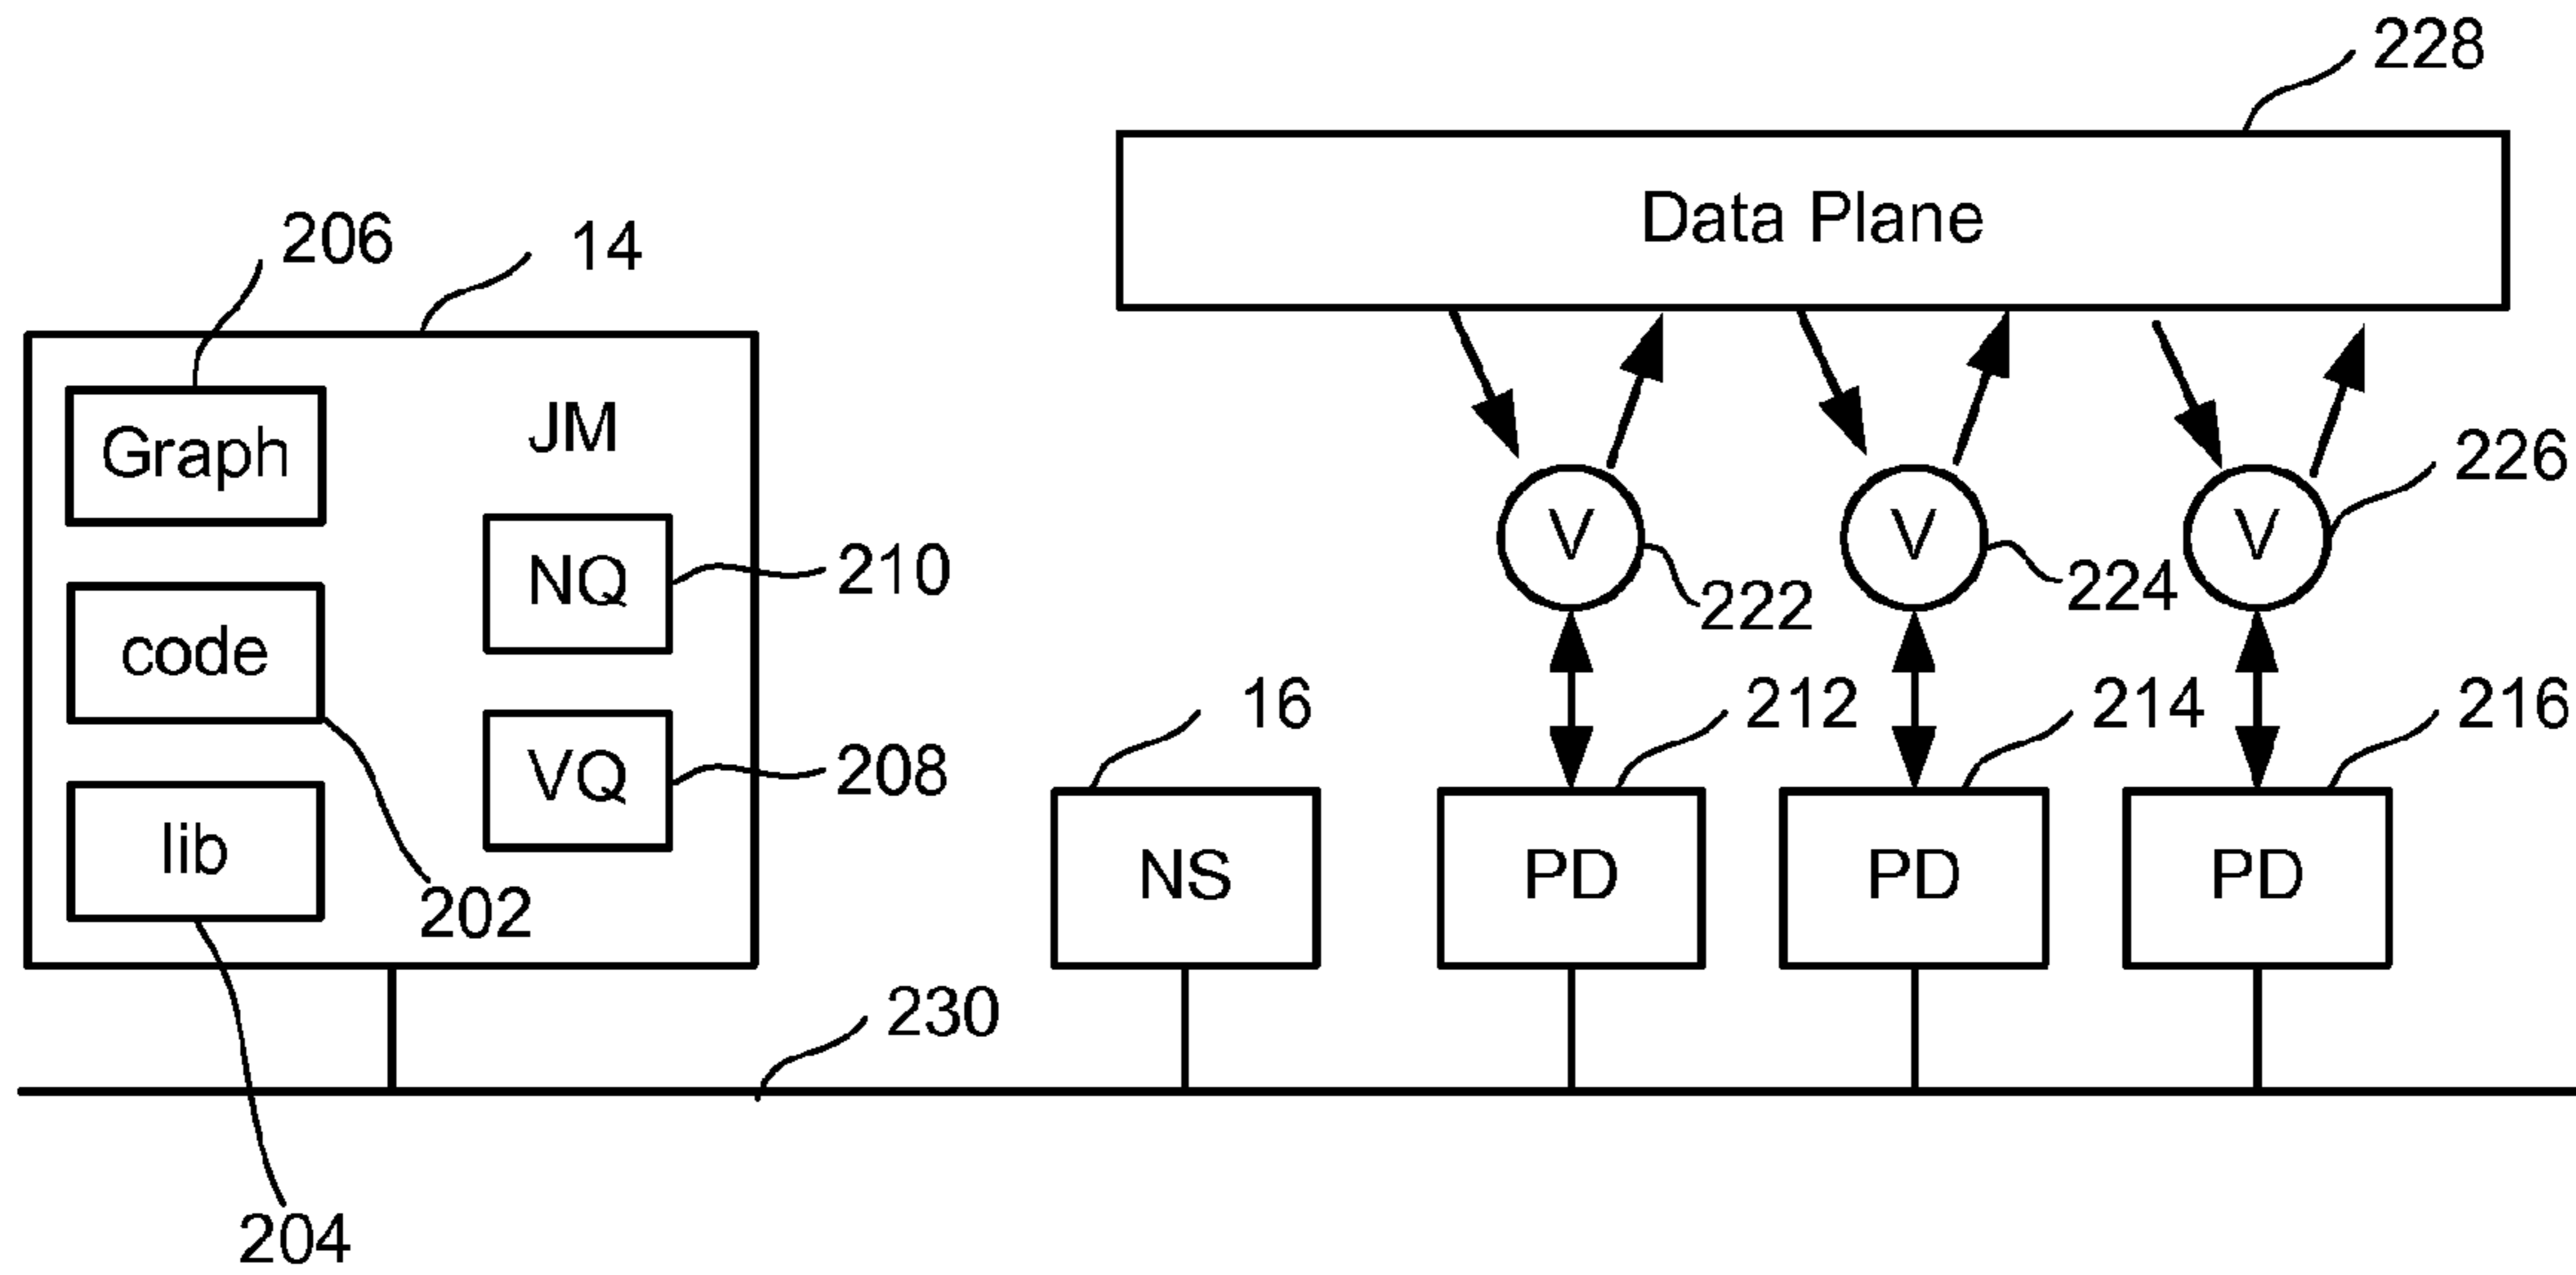 228
Data Plane
206
14
Graph
JM
226
V
V
V
NQ
210
222
224
code
VQ
208
16
212
214
216
lib
NS
PD
PD
PD
202
230
204